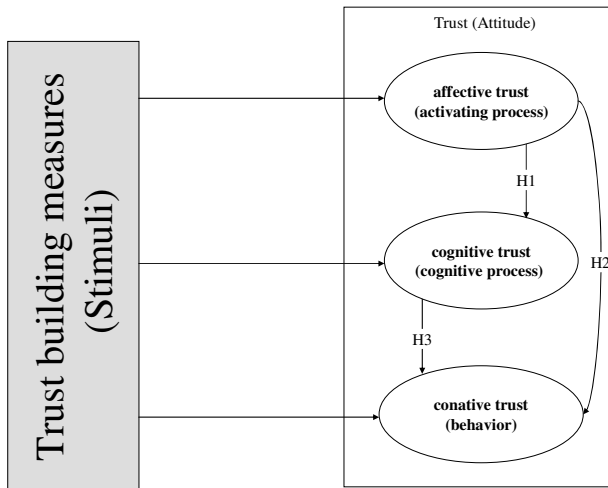 Trust building measures
(Stimuli)
Trust (Attitude)
affective trust
(activating process)
H1
cognitive trust
(cognitive process)
H2
H3
conative trust
(behavior)